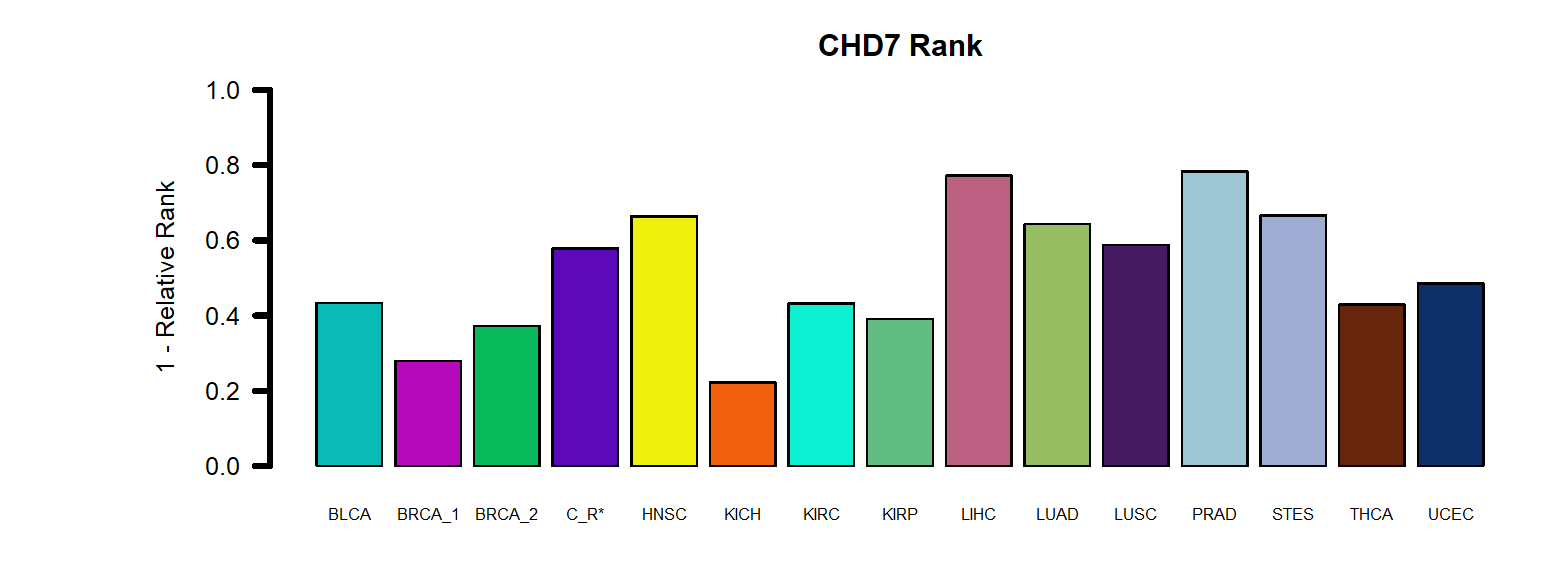 CHD7 Rank
1 - Relative Rank
1.0
0.8
0.6
0.4
0.2
0.0
BLCA BRCA_1 BRCA_2 C_R* HNSC KICH KIRC KIRP LIHC LUAD LUSC PRAD STES THCA UCEC